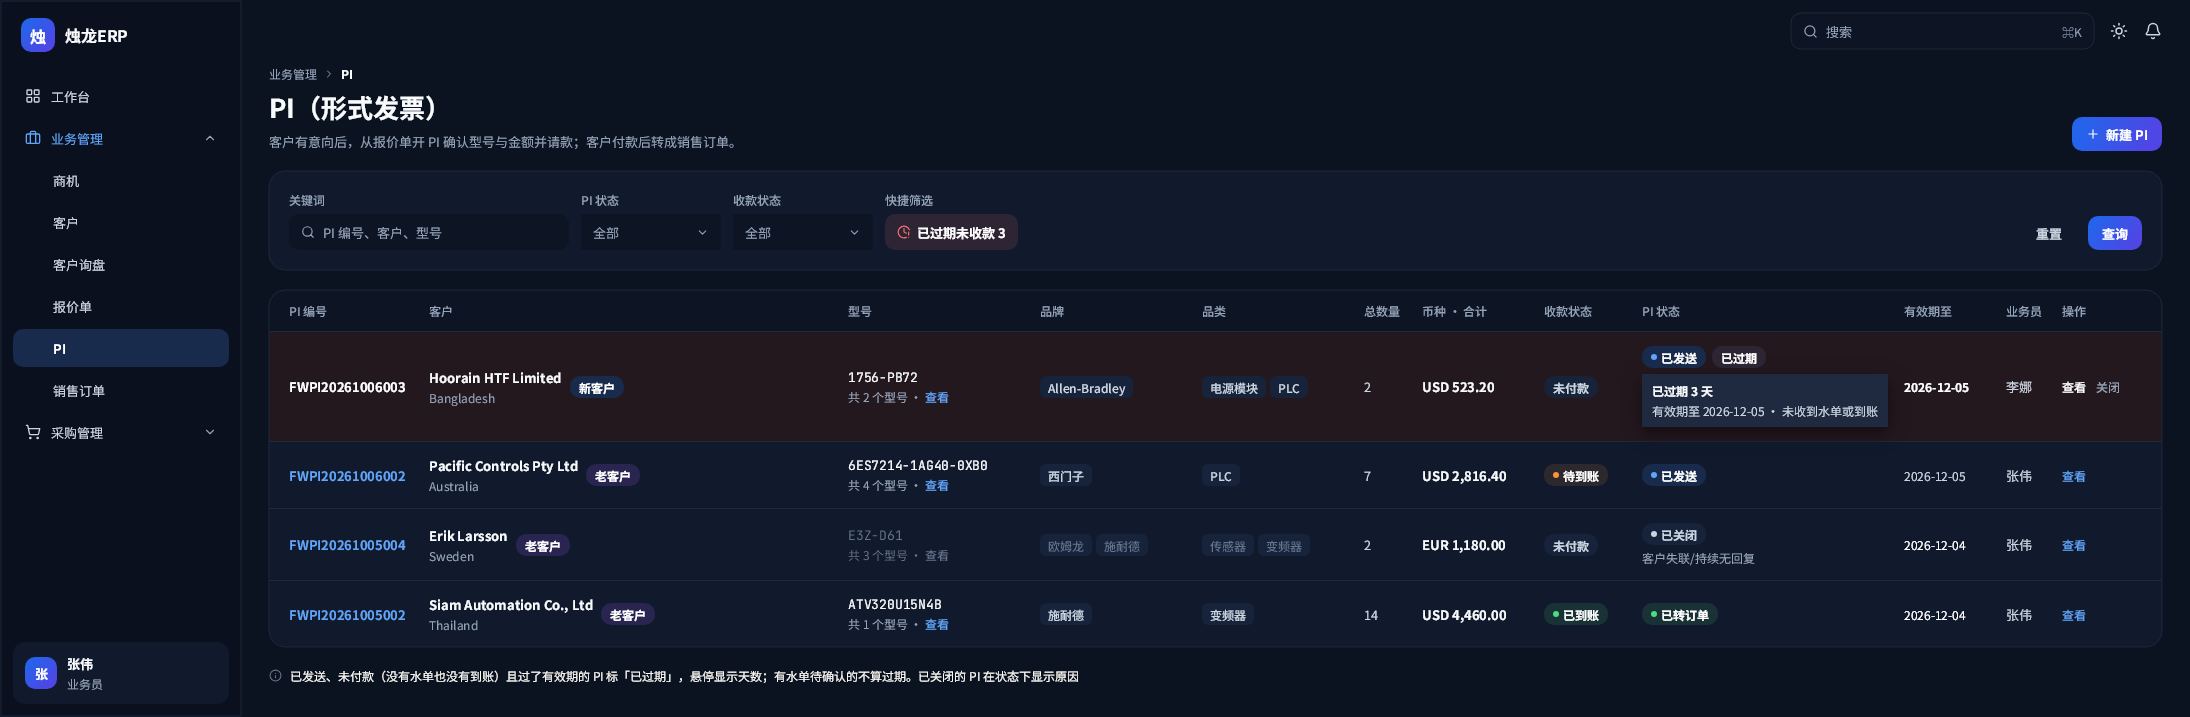 烛 烛龙ERP
搜索 ⌘K
工作台
业务管理
商机
客户
客户询盘
报价单
PI
销售订单
采购管理
张 张伟
业务员
业务管理 > PI
PI（形式发票）
客户有意向后，从报价单开 PI 确认型号与金额并请款；客户付款后转成销售订单。
+ 新建 PI
关键词 PI 状态 收款状态 快捷筛选
PI 编号、客户、型号 全部 全部 已过期未收款 3 重置 查询
PI 编号 客户 型号 品牌 品类 总数量 币种 · 合计 收款状态 PI 状态 有效期至 业务员 操作
FWPI20261006003 Hoorain HTF Limited Bangladesh 新客户 1756-PB72 共 2 个型号 · 查看 Allen-Bradley 电源模块 PLC 2 USD 523.20 未付款 已发送 已过期 2026-12-05 李娜 查看 关闭
已过期 3 天
有效期至 2026-12-05 · 未收到水单或到账
FWPI20261006002 Pacific Controls Pty Ltd Australia 老客户 6ES7214-1AG40-0XB0 共 4 个型号 · 查看 西门子 PLC 7 USD 2,816.40 待到账 已发送 2026-12-05 张伟 查看
FWPI20261005004 Erik Larsson Sweden 老客户 E3Z-D61 共 3 个型号 · 查看 欧姆龙 施耐德 传感器 变频器 2 EUR 1,180.00 未付款 已关闭 客户失联/持续无回复 2026-12-04 张伟 查看
FWPI20261005002 Siam Automation Co., Ltd Thailand 老客户 ATV320U15N4B 共 1 个型号 · 查看 施耐德 变频器 14 USD 4,460.00 已到账 已转订单 2026-12-04 张伟 查看
已发送、未付款（没有水单也没有到账）且过了有效期的 PI 标「已过期」，悬停显示天数；有水单待确认的不算过期。已关闭的 PI 在状态下显示原因